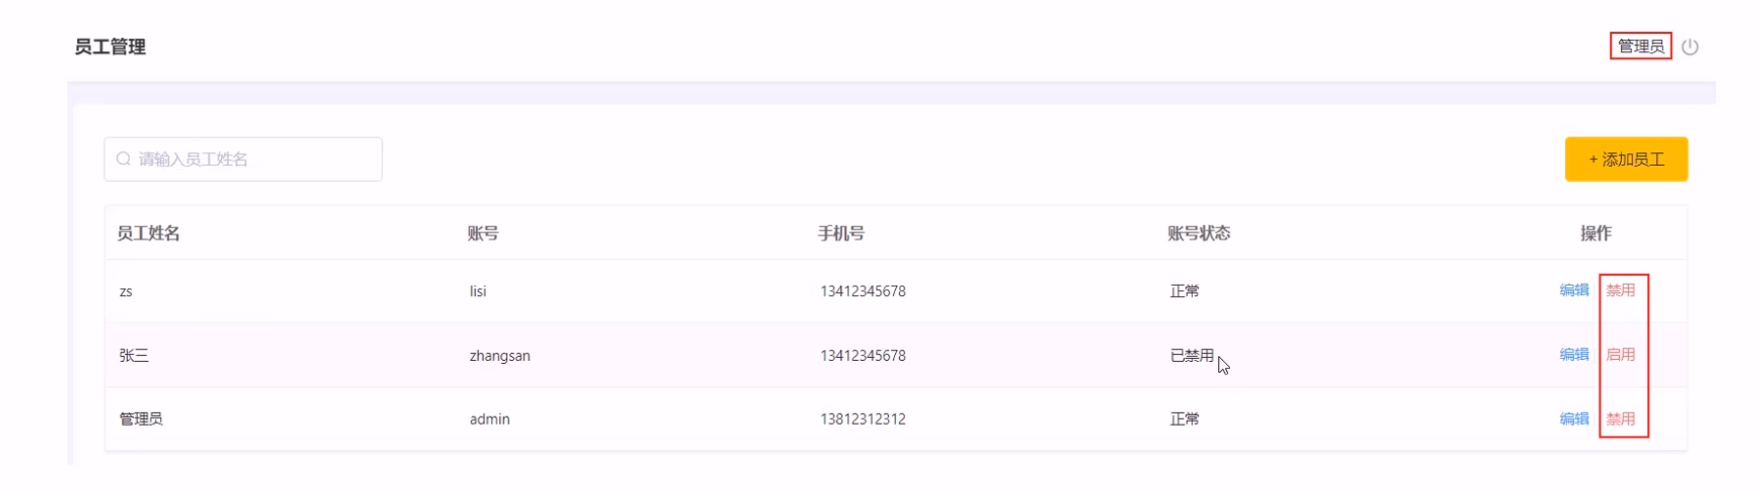 员工管理 管理员
请输入员工姓名 + 添加员工
员工姓名 账号 手机号 账号状态 操作
zs lisi 13412345678 正常 编辑 禁用
张三 zhangsan 13412345678 已禁用 编辑 启用
管理员 admin 13812312312 正常 编辑 禁用